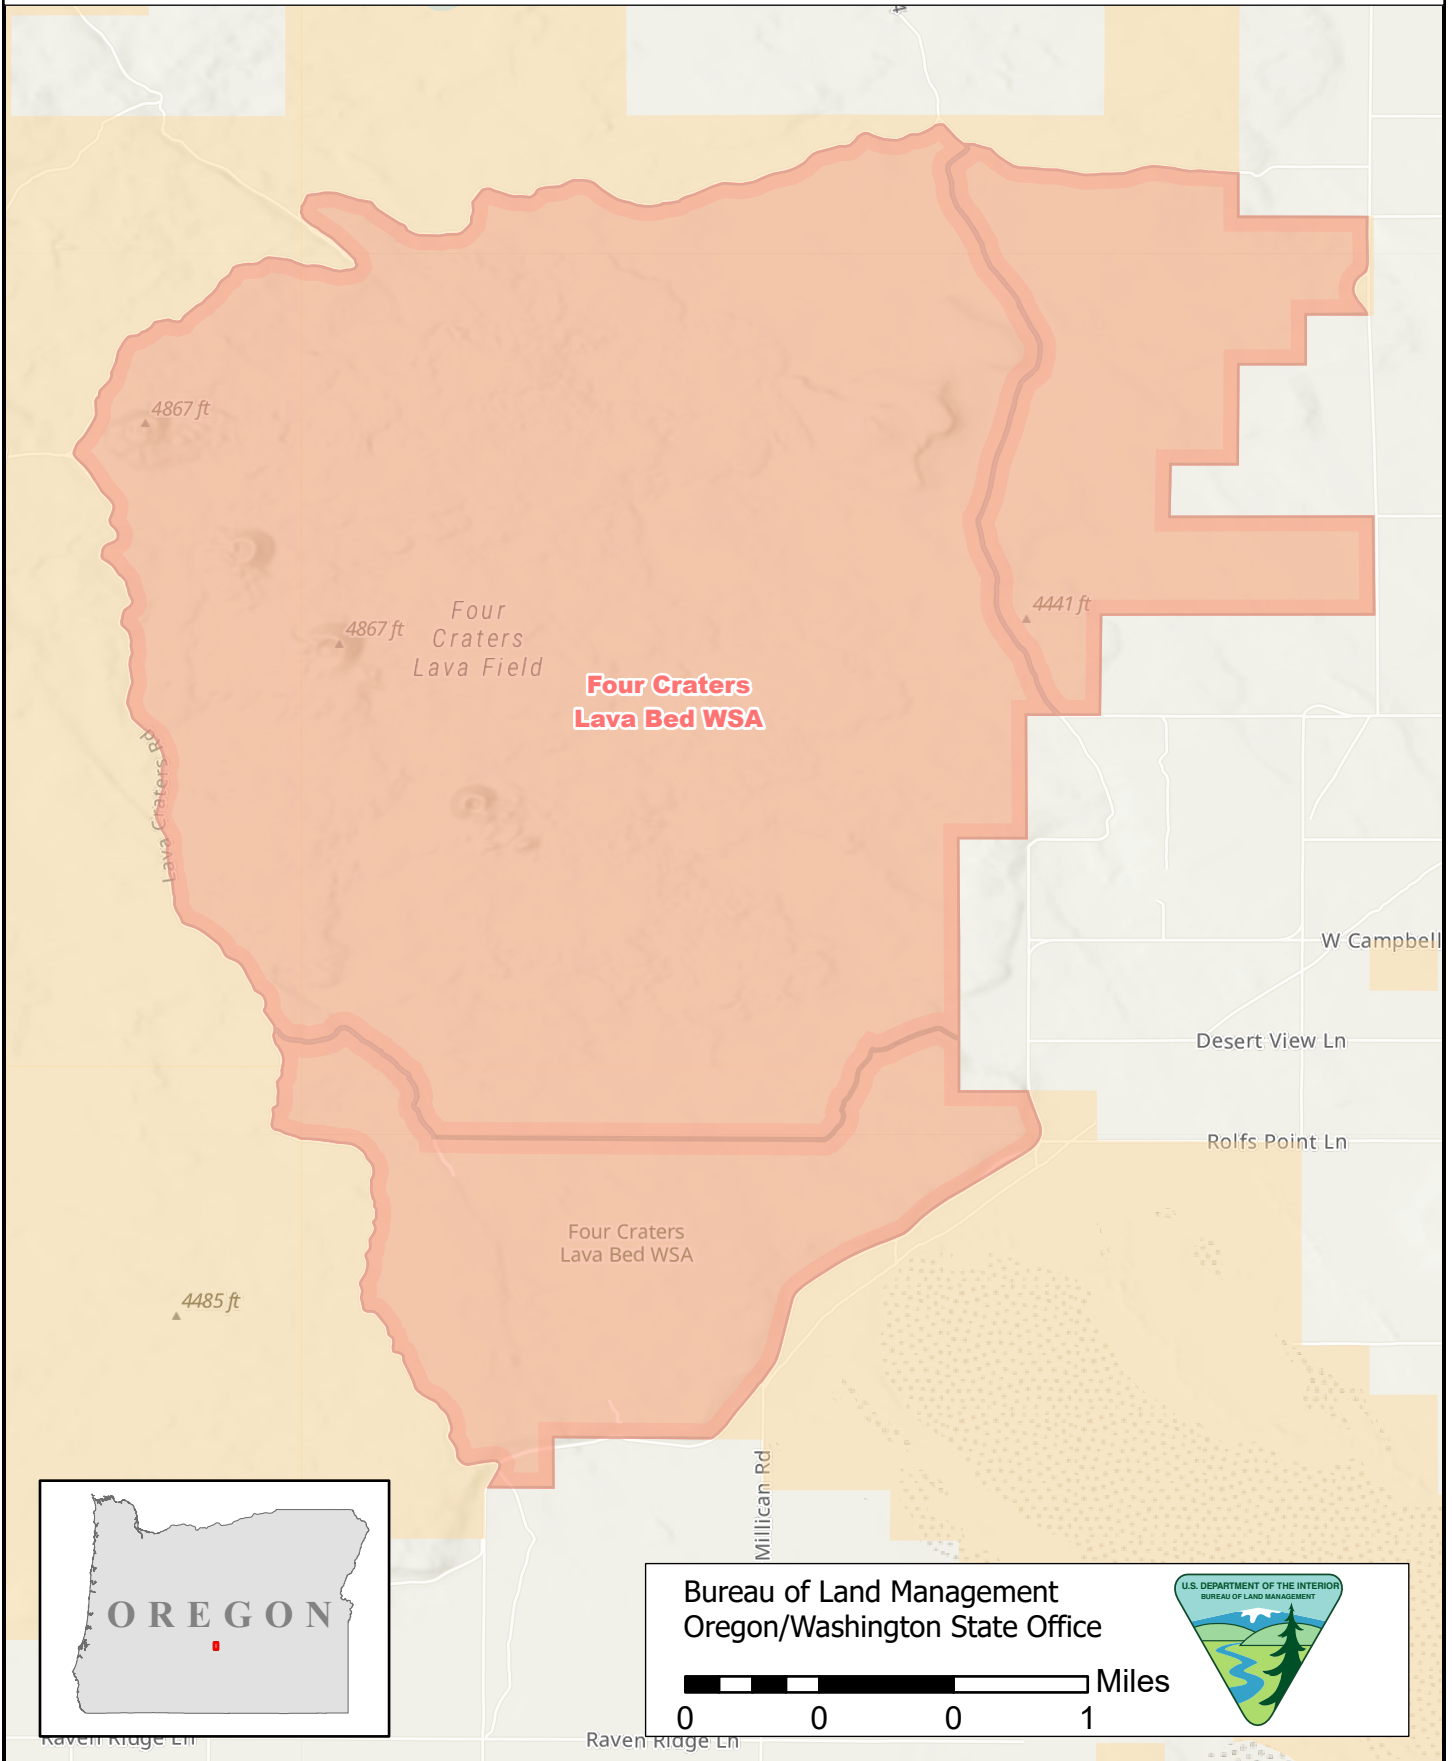 4867 ft
4867 ft
Four
Craters
Lava Field
4441 ft
Four Craters
Lava Bed WSA
Lava Craters Rd
W Campbell
Desert View Ln
Rolfs Point Ln
Four Craters
Lava Bed WSA
4485 ft
Millican Rd
OREGON
Bureau of Land Management
Oregon/Washington State Office
Miles
0 0 0 1
U.S. DEPARTMENT OF THE INTERIOR
BUREAU OF LAND MANAGEMENT
Raven Ridge Ln
Raven Ridge Ln